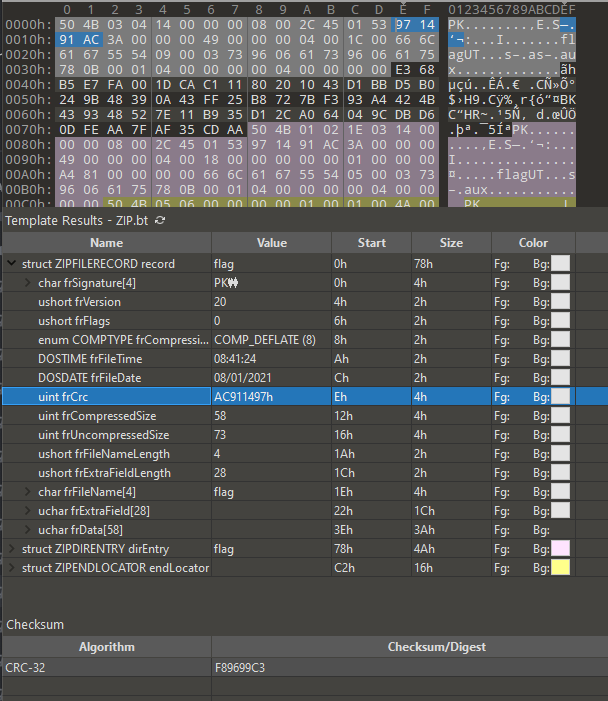 0 1 2 3 4 5 6 7 8 9 A B C D Ě F 0123456789ABCDĚF
0000h: 50 4B 03 04 14 00 00 00 08 00 2C 45 01 53 97 14 PK........,E.S—.
0010h: 91 AC 3A 00 00 00 49 00 00 00 04 00 1C 00 66 6C ‘¬:...I.......fl
0020h: 61 67 55 54 09 00 03 73 96 06 61 73 96 06 61 75 agUT...s–.as–.au
0030h: 78 0B 00 01 04 E3 68 x.. ãh
0040h: B5 E7 FA 00 1D CA C1 11 80 20 10 43 D1 BB D5 B0 µçú..ÊÁ.€ .CÑ»Õ°
0050h: 24 9B 48 39 0A 43 FF 25 B8 72 7B F3 93 A4 42 4B $›H9.Cÿ%¸r{ó“¤BK
0060h: 43 93 48 52 7E 11 B9 35 D1 2C A0 64 04 9C DB D6 C“HR~.¹5Ñ, d.œÛÖ
0070h: 0D FE AA 7F AF 35 CD AA 50 4B 01 02 1E 03 14 00 .þª.¯5ͪPK......
0080h: 00 00 08 00 2C 45 01 53 97 14 91 AC 3A 00 00 00 ....,E.S—.‘¬:...
0090h: 49 00 00 00 04 00 18 00 00 00 00 00 01 00 00 00 I...............
00A0h: A4 81 00 00 00 00 66 6C 61 67 55 54 05 00 03 73 ¤.....flagUT...s
00B0h: 96 06 61 75 78 0B 00 01 04 00 00 00 00 04 00 00 –.aux...........
00C0h: 00 00 50 4B 05 06 00 00 00 00 01 00 01 00 4A 00 ..PK..........J.
Template Results - ZIP.bt
Name Value Start Size Color
struct ZIPFILERECORD record flag 0h 78h Fg: Bg:
char frSignature[4] PK₩ 0h 4h Fg: Bg:
ushort frVersion 20 4h 2h Fg: Bg:
ushort frFlags 0 6h 2h Fg: Bg:
enum COMPTYPE frCompressi... COMP_DEFLATE (8) 8h 2h Fg: Bg:
DOSTIME frFileTime 08:41:24 Ah 2h Fg: Bg:
DOSDATE frFileDate 08/01/2021 Ch 2h Fg: Bg:
uint frCrc AC911497h Eh 4h Fg: Bg:
uint frCompressedSize 58 12h 4h Fg: Bg:
uint frUncompressedSize 73 16h 4h Fg: Bg:
ushort frFileNameLength 4 1Ah 2h Fg: Bg:
ushort frExtraFieldLength 28 1Ch 2h Fg: Bg:
char frFileName[4] flag 1Eh 4h Fg: Bg:
uchar frExtraField[28] 22h 1Ch Fg: Bg:
uchar frData[58] 3Eh 3Ah Fg: Bg:
struct ZIPDIRENTRY dirEntry flag 78h 4Ah Fg: Bg:
struct ZIPENDLOCATOR endLocator C2h 16h Fg: Bg:
Checksum
Algorithm Checksum/Digest
CRC-32 F89699C3